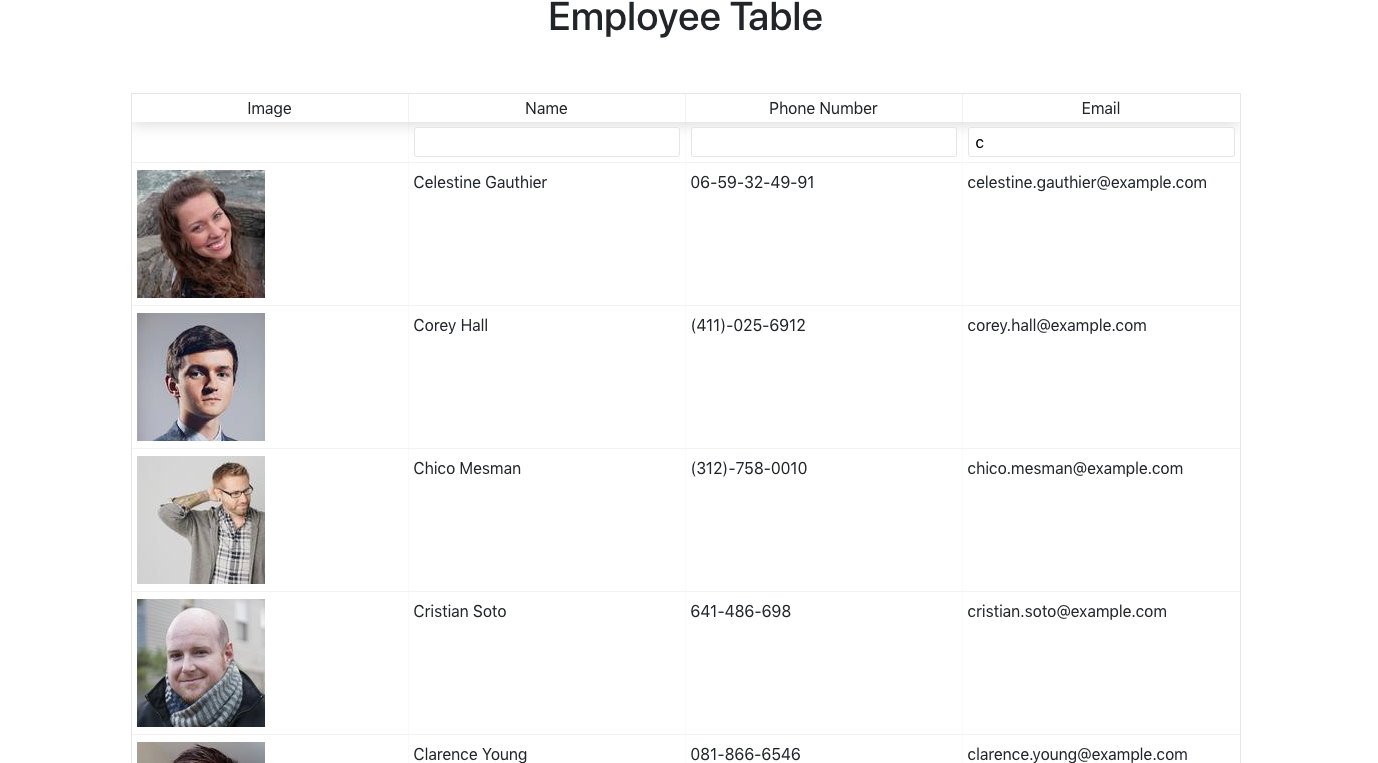 Employee Table
Image Name Phone Number Email
c
Celestine Gauthier 06-59-32-49-91 celestine.gauthier@example.com
Corey Hall (411)-025-6912 corey.hall@example.com
Chico Mesman (312)-758-0010 chico.mesman@example.com
Cristian Soto 641-486-698 cristian.soto@example.com
Clarence Young 081-866-6546 clarence.young@example.com